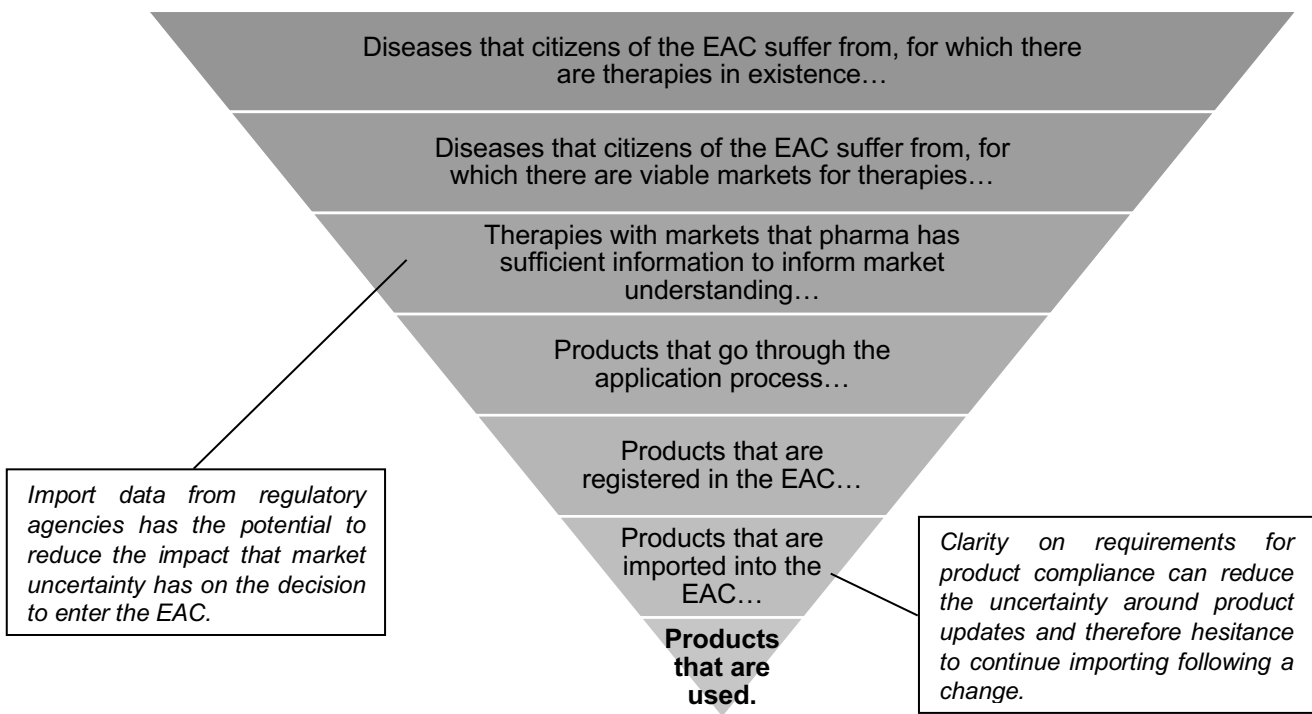 Diseases that citizens of the EAC suffer from, for which there
are therapies in existence…
Diseases that citizens of the EAC suffer from, for
which there are viable markets for therapies…
Therapies with markets that pharma has
sufficient information to inform market
understanding…
Products that go through the
application process…
Products that are
registered in the EAC…
Products that are
imported into the
EAC…
Products
that are
used.
Import data from regulatory
agencies has the potential to
reduce the impact that market
uncertainty has on the decision
to enter the EAC.
Clarity on requirements for
product compliance can reduce
the uncertainty around product
updates and therefore hesitance
to continue importing following a
change.